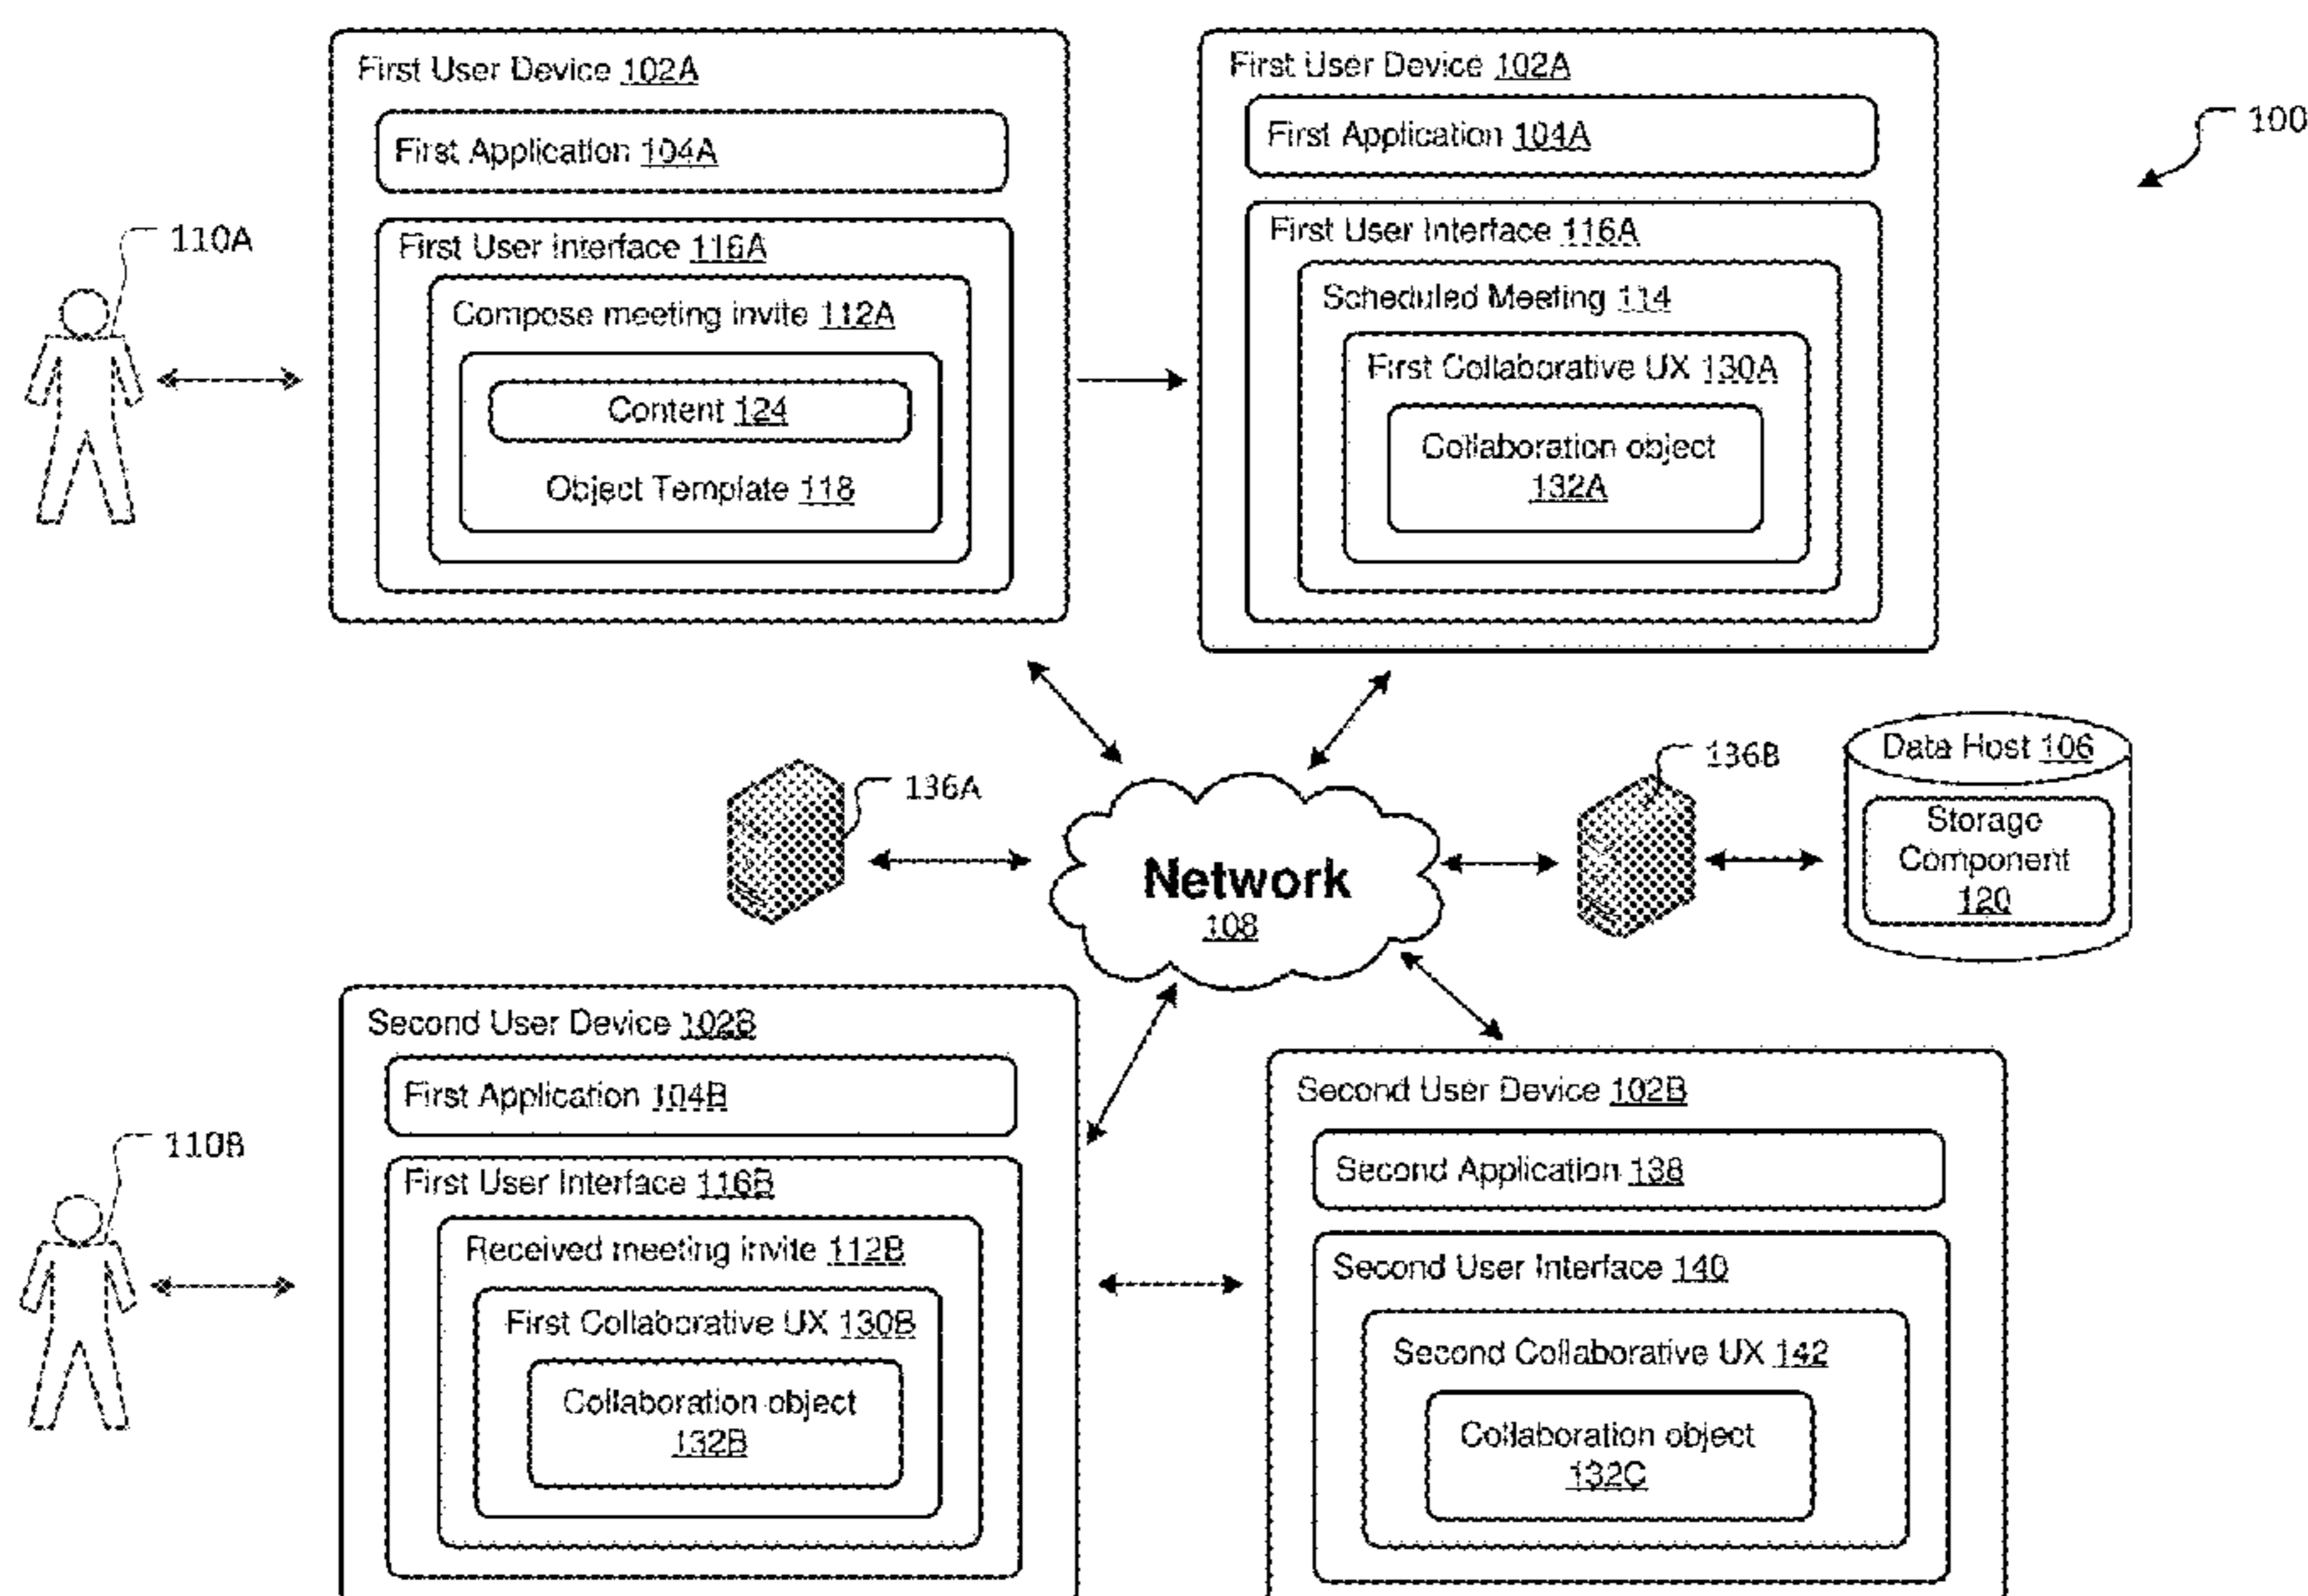 First User Device 102A
First Application 104A
First User Interface 116A
Compose meeting invite 112A
Content 124
Object Template 118
110A
First User Device 102A
First Application 104A
First User Interface 116A
Scheduled Meeting 114
First Collaborative UX 130A
Collaboration object
132A
100
136A
Network
108
136B
Data Host 106
Storage
Component
120
Second User Device 102B
First Application 104B
First User Interface 116B
Received meeting invite 112B
First Collaborative UX 130B
Collaboration object
132B
110B
Second User Device 102B
Second Application 138
Second User Interface 140
Second Collaborative UX 142
Collaboration object
132C